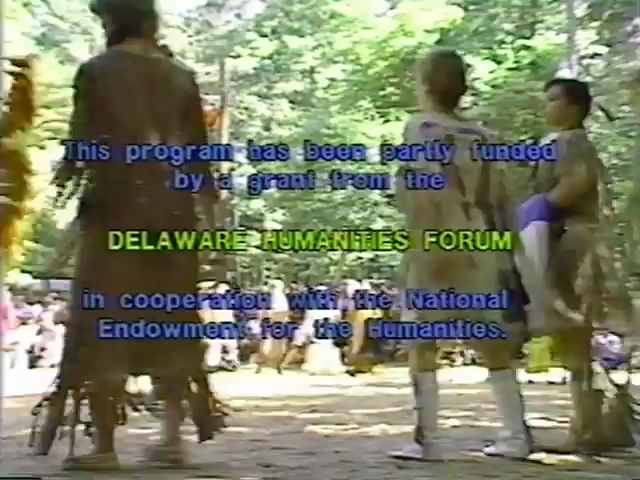 This program has been partly funded
by a grant from the
DELAWARE HUMANITIES FORUM
in cooperation with the National
Endowment for the Humanities.